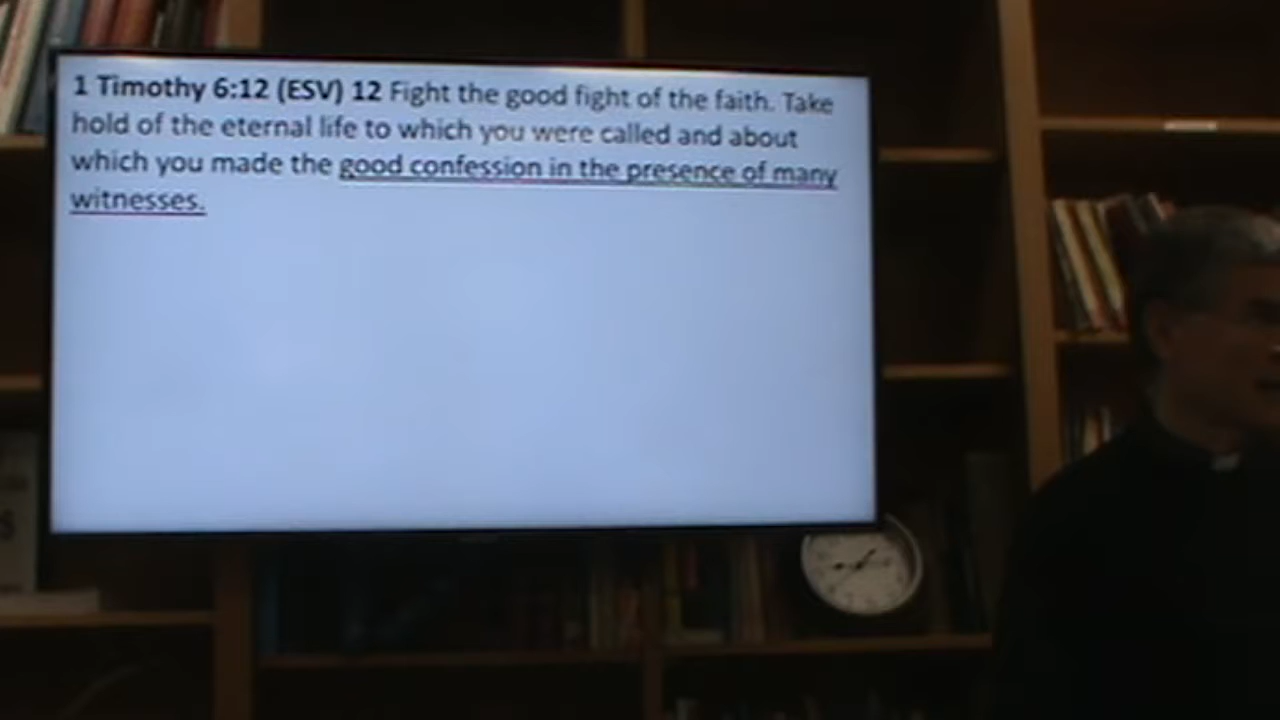 1 Timothy 6:12 (ESV) 12 Fight the good fight of the faith. Take
hold of the eternal life to which you were called and about
which you made the good confession in the presence of many
witnesses.